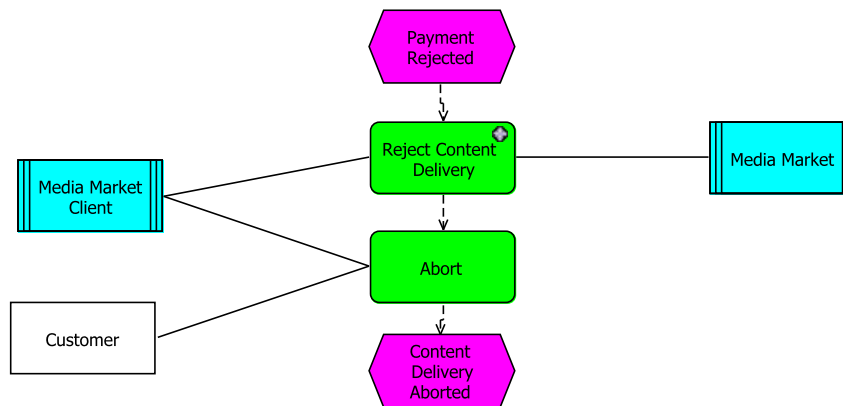 Payment
Rejected
Reject Content
Delivery
Media Market
Media Market
Client
Abort
Customer
Content
Delivery
Aborted